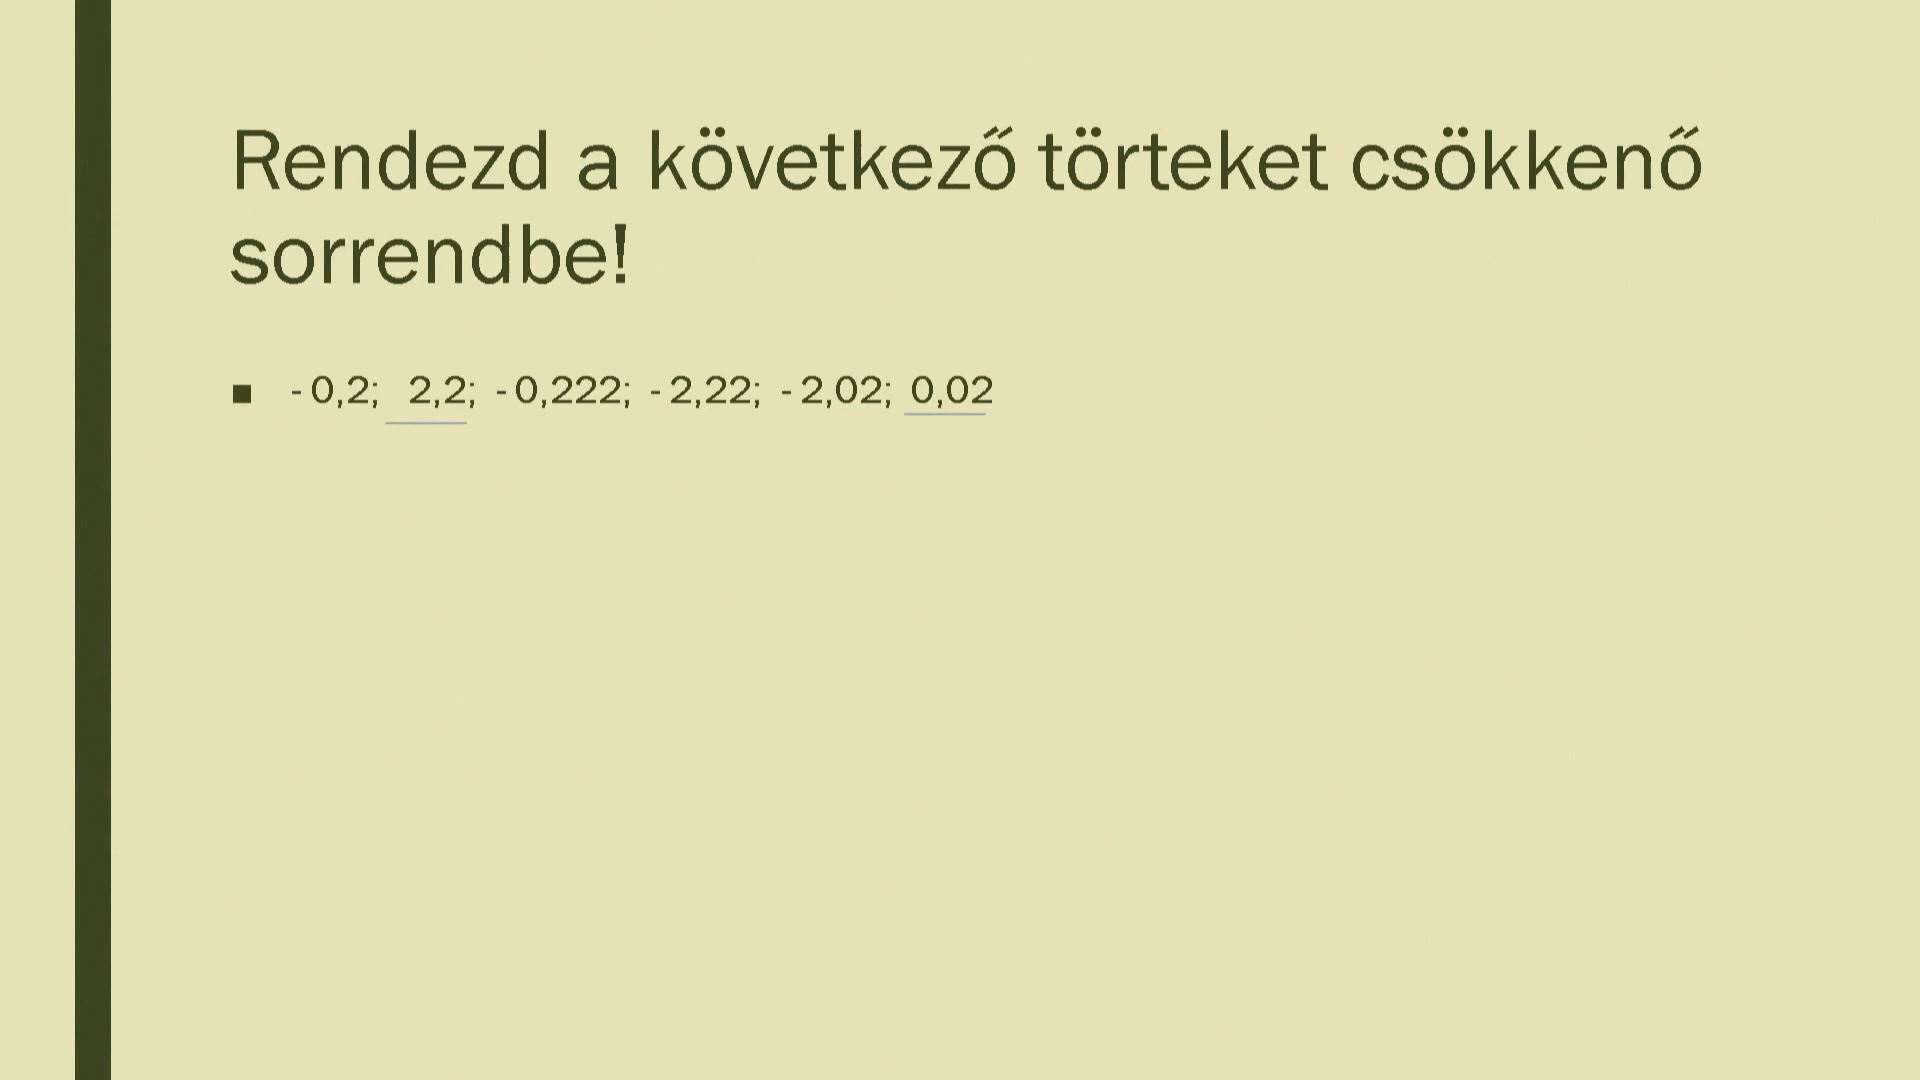 Rendezd a következő törteket csökkenő
sorrendbe!
▪ -0,2; 2,2; -0,222; -2,22; -2,02; 0,02